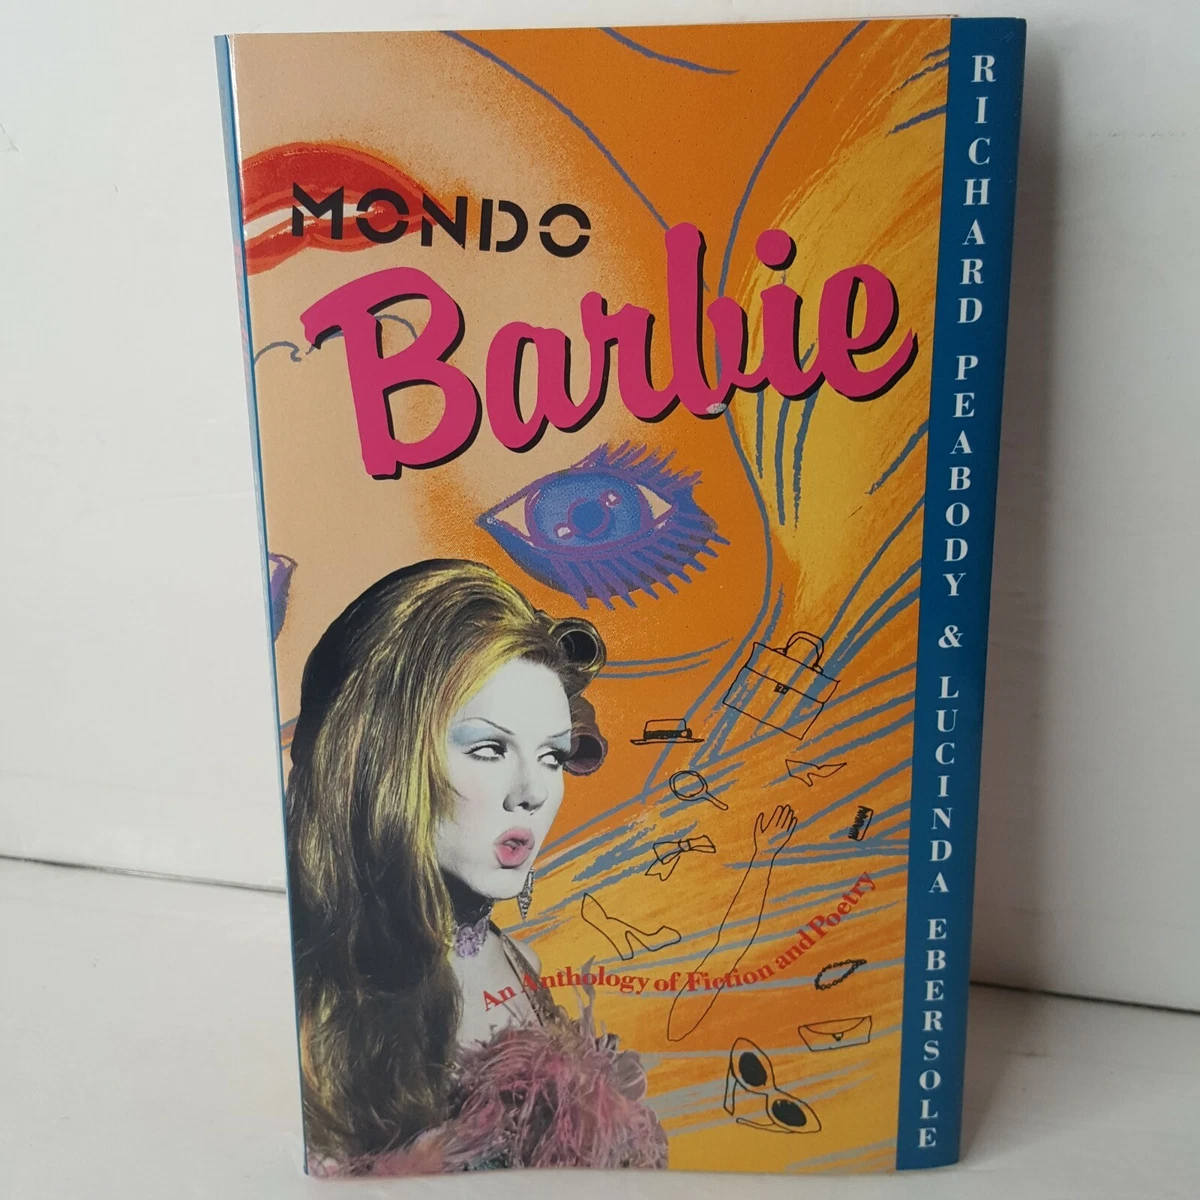 MONDO
Barbie
An Anthology of Fiction and Poetry
RICHARD PEABODY & LUCINDA EBERSOLE